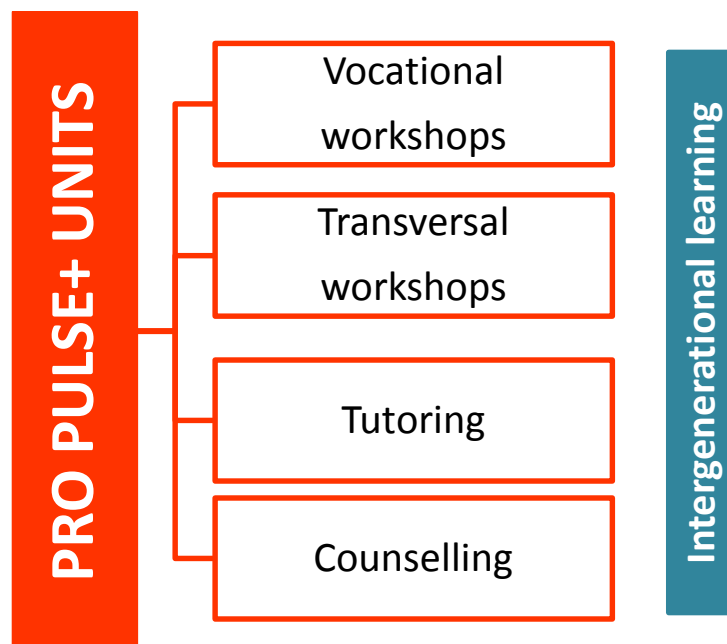 PRO PULSE+ UNITS
Vocational
workshops
Transversal
workshops
Tutoring
Counselling
Intergenerational learning